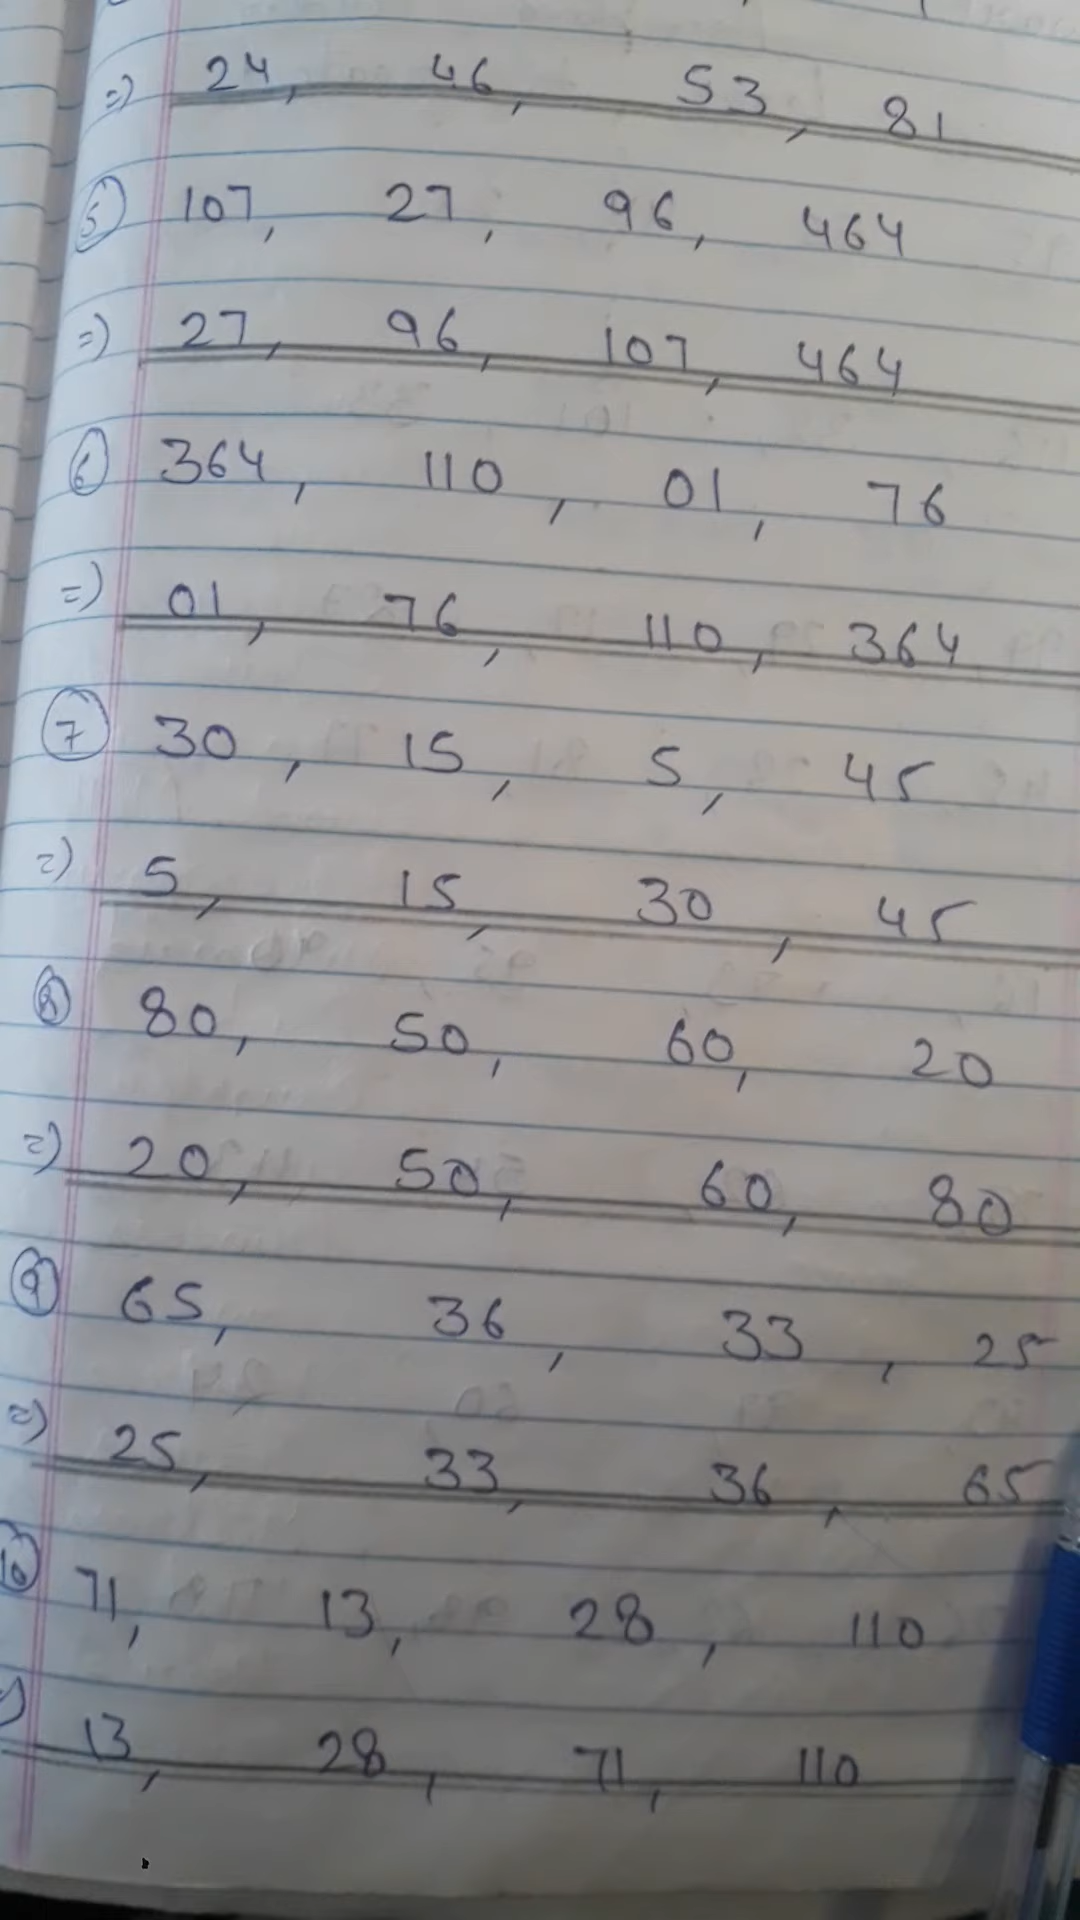 =) 24, 46, 53, 81
5 107, 27, 96, 464
=) 27, 96, 107, 464
6 364, 110, 01, 76
=) 01, 76, 110, 364
7 30, 15, 5, 45
=) 5, 15, 30, 45
8 80, 50, 60, 20
=) 20, 50, 60, 80
9 65, 36, 33, 25
=) 25, 33, 36, 65
10 71, 13, 28, 110
) 13, 28, 71, 110